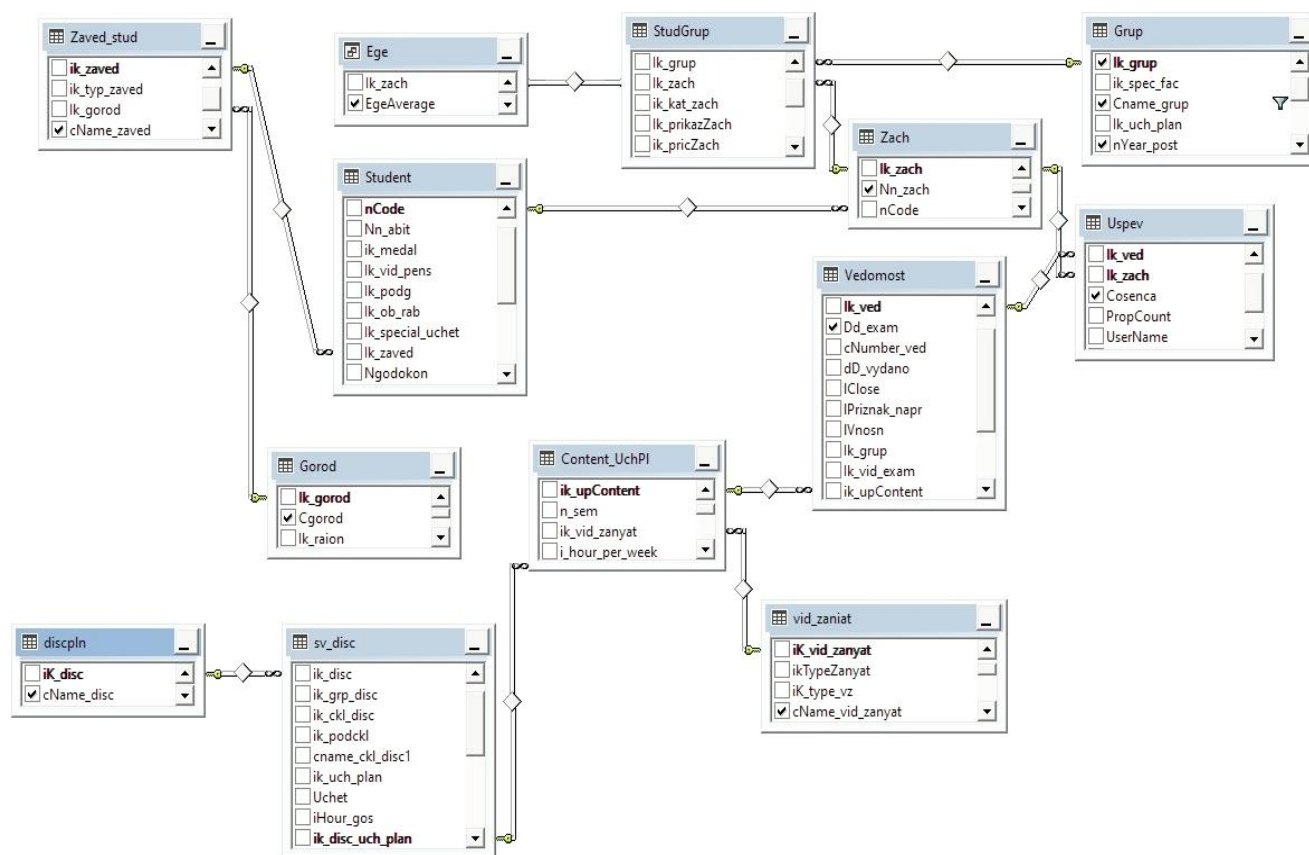 Zaved_stud
ik_zaved
ik_typ_zaved
Ik_gorod
cName_zaved
Ege
Ik_zach
EgeAverage
StudGrup
Ik_grup
Ik_zach
ik_kat_zach
Ik_prikazZach
ik_pricZach
Grup
Ik_grup
ik_spec_fac
Cname_grup
Ik_uch_plan
nYear_post
Zach
Ik_zach
Nn_zach
nCode
Student
nCode
Nn_abit
ik_medal
Ik_vid_pens
Ik_podg
Ik_ob_rab
Ik_special_uchet
Ik_zaved
Ngodokon
Uspev
Ik_ved
Ik_zach
Cosenca
PropCount
UserName
Vedomost
Ik_ved
Dd_exam
cNumber_ved
dD_vydano
lClose
lPriznak_napr
lVnosn
Ik_grup
Ik_vid_exam
ik_upContent
Gorod
Ik_gorod
Cgorod
Ik_raion
Content_UchPl
ik_upContent
n_sem
ik_vid_zanyat
i_hour_per_week
vid_zaniat
iK_vid_zanyat
ikTypeZanyat
iK_type_vz
cName_vid_zanyat
discpln
iK_disc
cName_disc
sv_disc
ik_disc
ik_grp_disc
ik_ckl_disc
ik_podckl
cname_ckl_disc1
ik_uch_plan
Uchet
iHour_gos
ik_disc_uch_plan